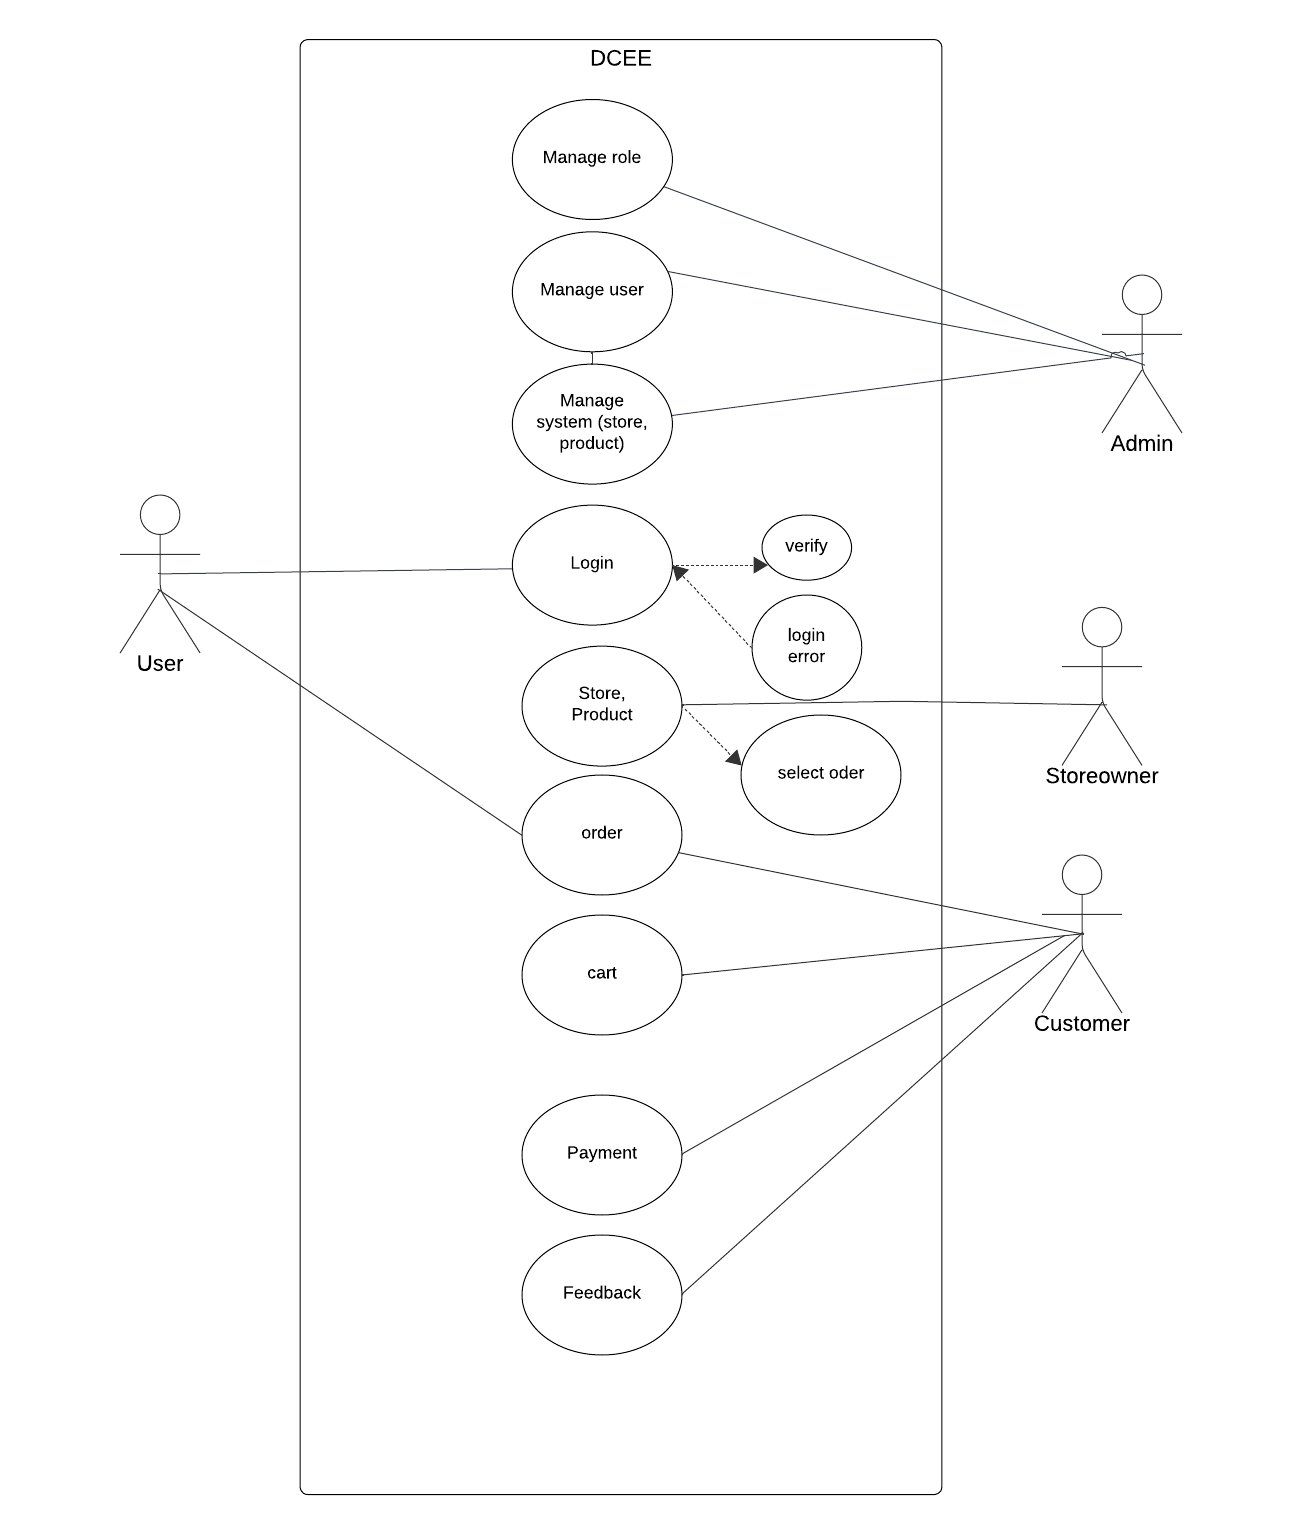 DCEE
Manage role
Manage user
Manage
system (store,
product)
Admin
Login
verify
login
error
User
Store,
Product
Storeowner
select oder
order
cart
Customer
Payment
Feedback